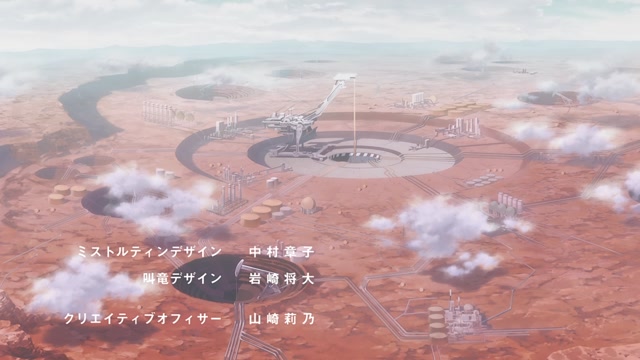 ミストルティンデザイン 中村章子
叫竜デザイン 岩崎将大
クリエイティブオフィサー 山崎莉乃